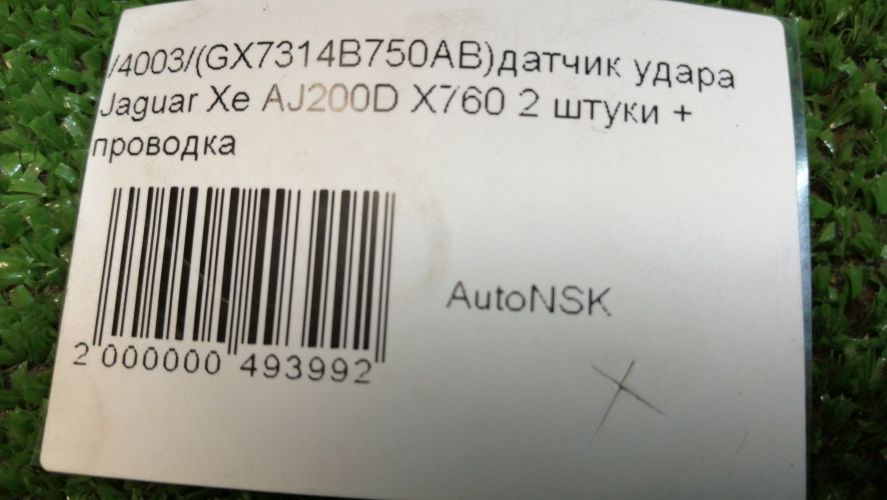 /4003/(GX7314B750AB)датчик удара
Jaguar Xe AJ200D X760 2 штуки +
проводка
AutoNSK
2 000000 493992